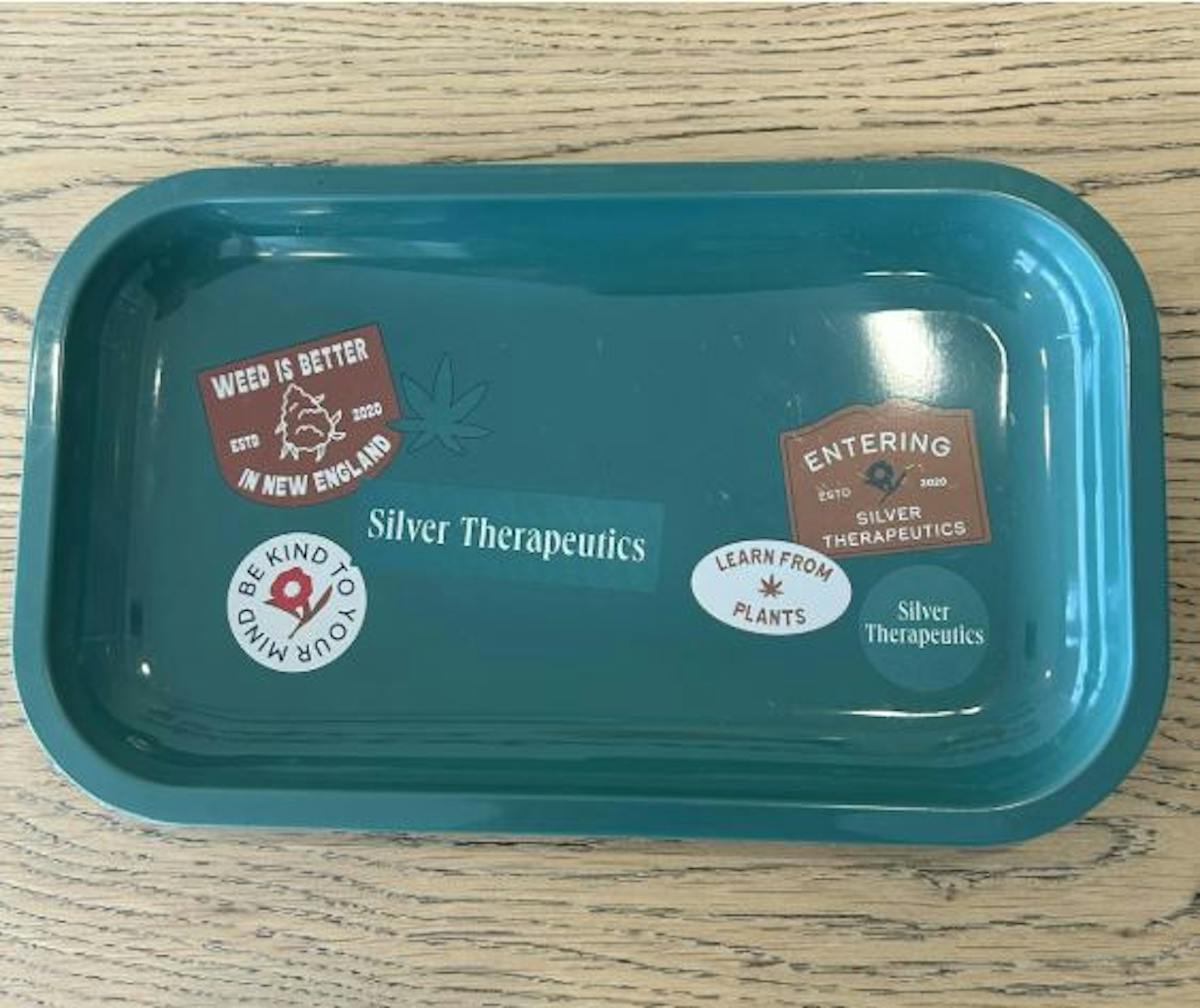 WEED IS BETTER
ESTD 2020
IN NEW ENGLAND
Silver Therapeutics
BE KIND TO YOUR MIND
ENTERING
ESTD 2020
SILVER
THERAPEUTICS
LEARN FROM
PLANTS
Silver
Therapeutics